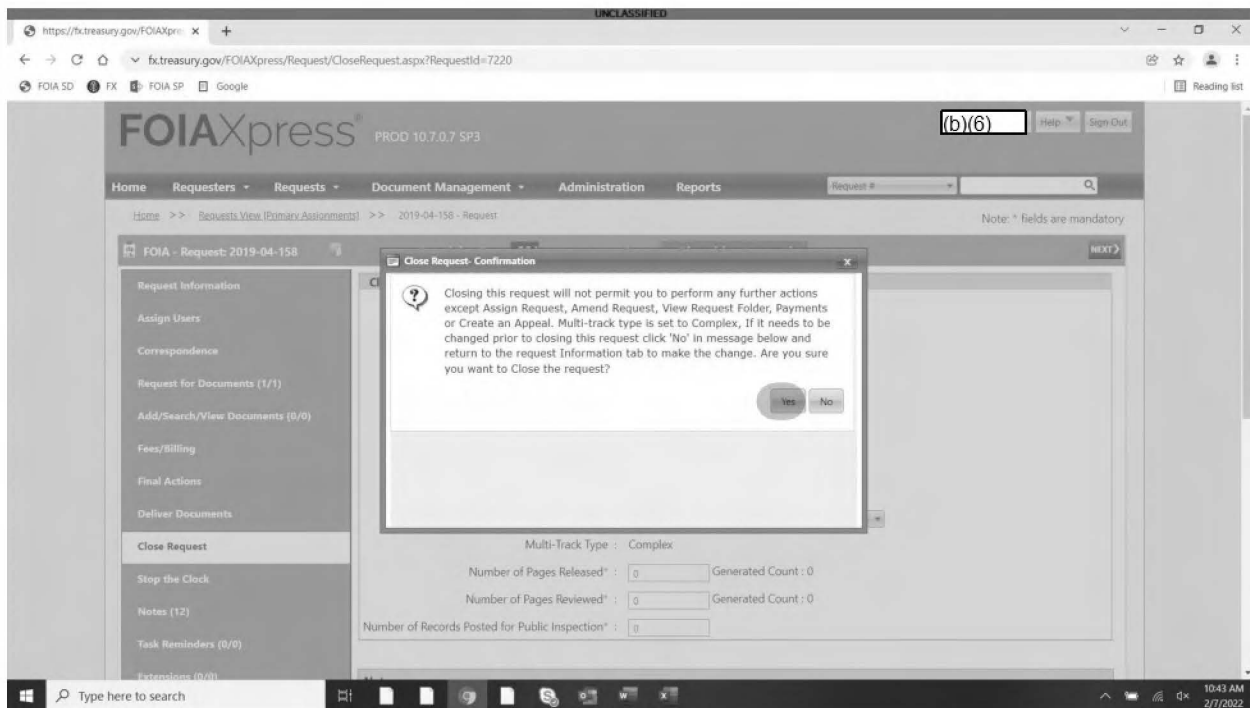 UNCLASSIFIED
https://fx.treasury.gov/FOIAXpre
fx.treasury.gov/FOIAXpress/Request/CloseRequest.aspx?RequestId=7220
FOIA SD FX FOIA SP Google Reading list
FOIAXpress PROD 10.7.0.7 SP3 (b)(6) Help Sign Out
Home Requesters Requests Document Management Administration Reports Request #
Home >> Requests View [Primary Assignments] >> 2019-04-158 - Request Note: * fields are mandatory
FOIA - Request: 2019-04-158 NEXT
Close Request- Confirmation x
Closing this request will not permit you to perform any further actions
except Assign Request, Amend Request, View Request Folder, Payments
or Create an Appeal. Multi-track type is set to Complex, If it needs to be
changed prior to closing this request click 'No' in message below and
return to the request Information tab to make the change. Are you sure
you want to Close the request?
Yes No
Request Information
Assign Users
Correspondence
Request for Documents (1/1)
Add/Search/View Documents (0/0)
Fees/Billing
Final Actions
Deliver Documents
Close Request
Stop the Clock
Notes (12)
Task Reminders (0/0)
Extensions (0/0)
Multi-Track Type : Complex
Number of Pages Released* : 0 Generated Count : 0
Number of Pages Reviewed* : 0 Generated Count : 0
Number of Records Posted for Public Inspection* : 0
Type here to search
10:43 AM
2/7/2022